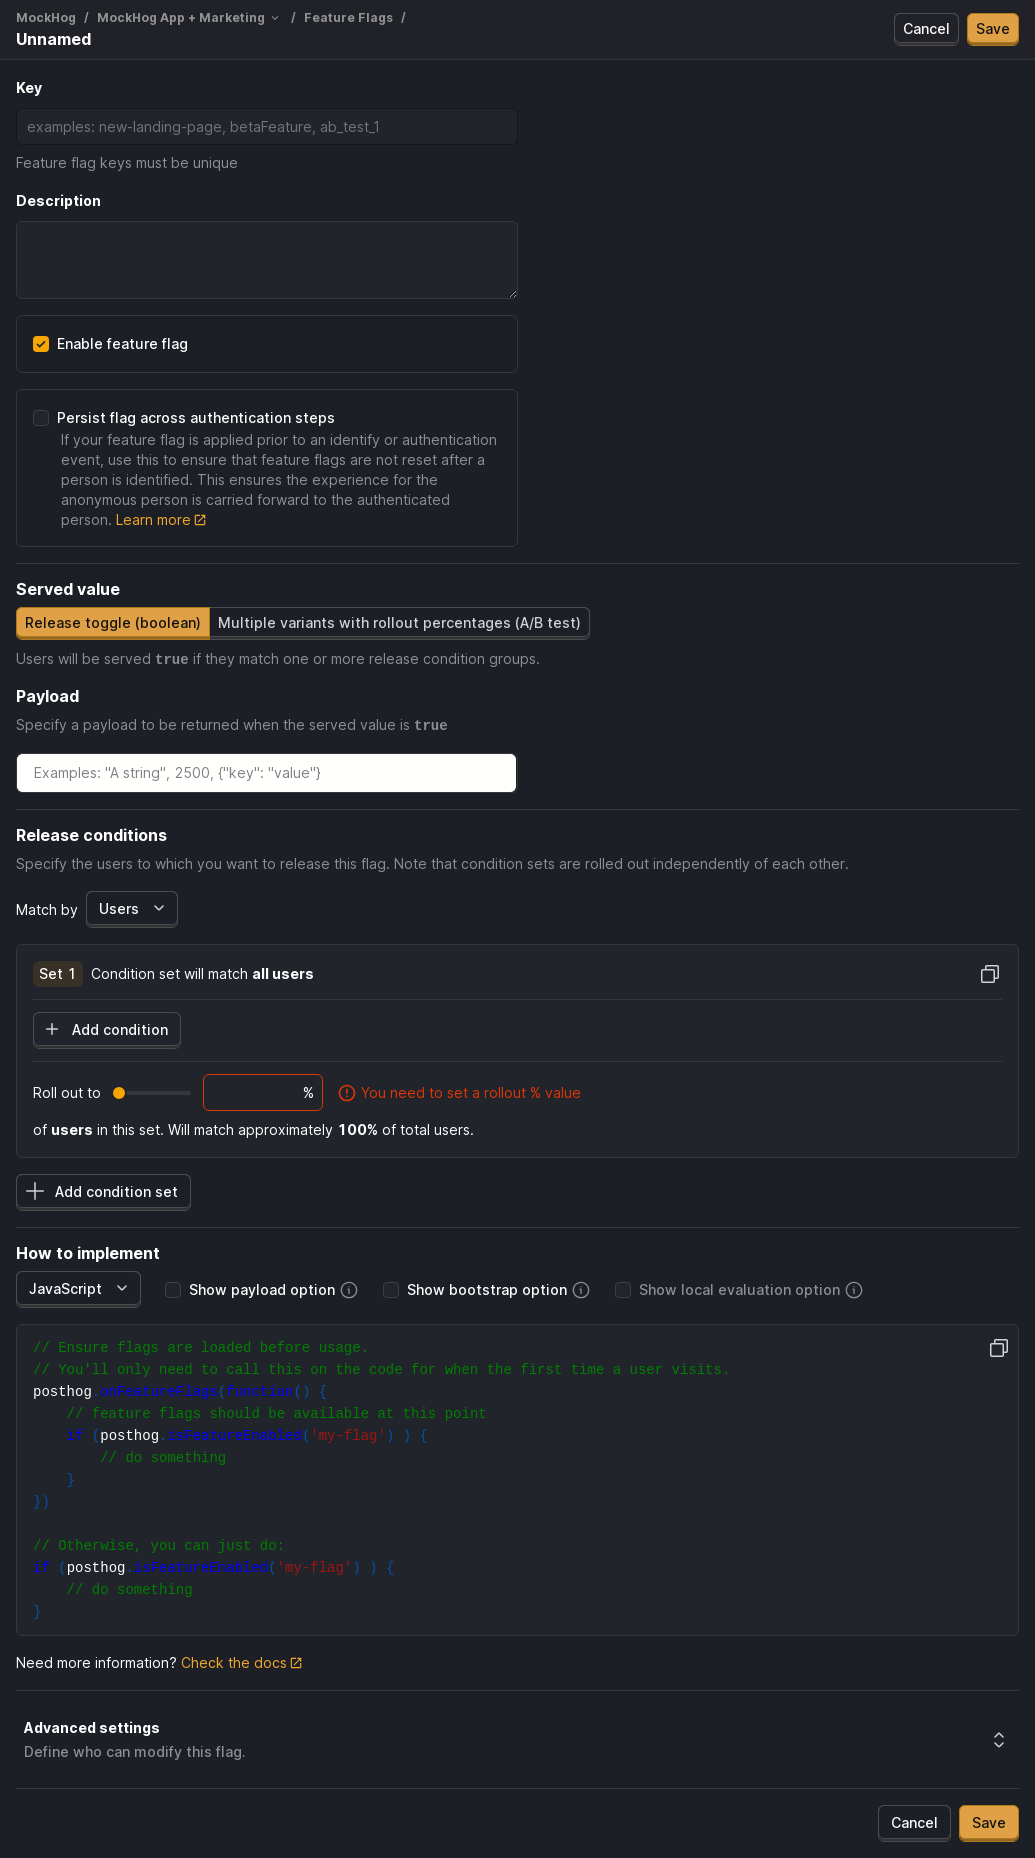 MockHog / MockHog App + Marketing / Feature Flags /
Unnamed
Cancel
Save
Key
examples: new-landing-page, betaFeature, ab_test_1
Feature flag keys must be unique
Description
Enable feature flag
Persist flag across authentication steps
If your feature flag is applied prior to an identify or authentication
event, use this to ensure that feature flags are not reset after a
person is identified. This ensures the experience for the
anonymous person is carried forward to the authenticated
person. Learn more
Served value
Release toggle (boolean)
Multiple variants with rollout percentages (A/B test)
Users will be served true if they match one or more release condition groups.
Payload
Specify a payload to be returned when the served value is true
Examples: "A string", 2500, {"key": "value"}
Release conditions
Specify the users to which you want to release this flag. Note that condition sets are rolled out independently of each other.
Match by Users
Set 1 Condition set will match all users
Add condition
Roll out to % You need to set a rollout % value
of users in this set. Will match approximately 100% of total users.
Add condition set
How to implement
JavaScript Show payload option Show bootstrap option Show local evaluation option
// Ensure flags are loaded before usage.
// You'll only need to call this on the code for when the first time a user visits.
posthog.onFeatureFlags(function() {
    // feature flags should be available at this point
    if (posthog.isFeatureEnabled('my-flag') ) {
        // do something
    }
})
// Otherwise, you can just do:
if (posthog.isFeatureEnabled('my-flag') ) {
    // do something
}
Need more information? Check the docs
Advanced settings
Define who can modify this flag.
Cancel
Save